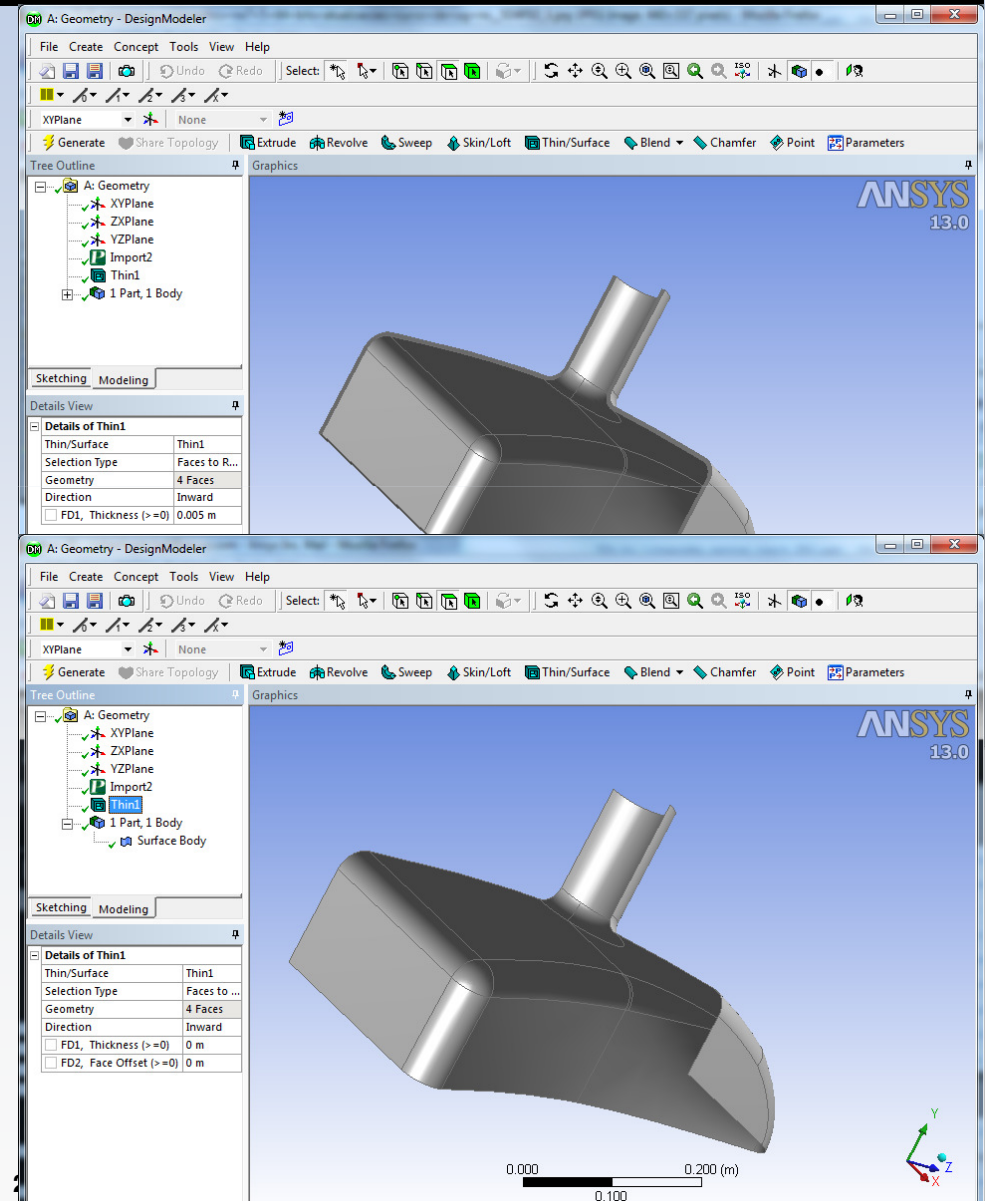 A: Geometry - DesignModeler
File Create Concept Tools View Help
Undo Redo Select: ISO
XYPlane None
Generate Share Topology Extrude Revolve Sweep Skin/Loft Thin/Surface Blend Chamfer Point Parameters
Tree Outline
Graphics
A: Geometry
XYPlane
ZXPlane
YZPlane
Import2
Thin1
1 Part, 1 Body
ANSYS
13.0
Sketching Modeling
Details View
Details of Thin1
Thin/Surface Thin1
Selection Type Faces to R...
Geometry 4 Faces
Direction Inward
FD1, Thickness (>=0) 0.005 m
A: Geometry - DesignModeler
File Create Concept Tools View Help
Undo Redo Select: ISO
XYPlane None
Generate Share Topology Extrude Revolve Sweep Skin/Loft Thin/Surface Blend Chamfer Point Parameters
Tree Outline
Graphics
A: Geometry
XYPlane
ZXPlane
YZPlane
Import2
Thin1
1 Part, 1 Body
Surface Body
ANSYS
13.0
Sketching Modeling
Details View
Details of Thin1
Thin/Surface Thin1
Selection Type Faces to ...
Geometry 4 Faces
Direction Inward
FD1, Thickness (>=0) 0 m
FD2, Face Offset (>=0) 0 m
0.000 0.200 (m)
0.100
Y
Z
X